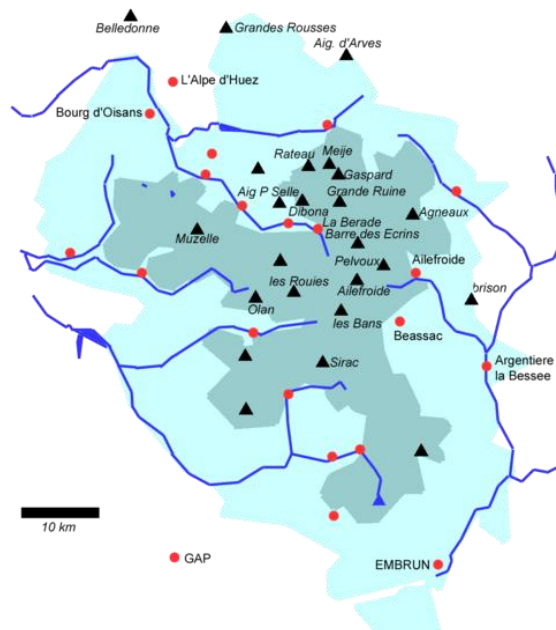 Belledonne
Grandes Rousses
Aig. d'Arves
L'Alpe d'Huez
Bourg d'Oisans
Rateau
Meije
Gaspard
Aig P Selle
Grande Ruine
Dibona
Agneaux
La Berade
Muzelle
Barre des Ecrins
Pelvoux
Ailefroide
les Rouies
Ailefroide
brison
Olan
les Bans
Beassac
Sirac
Argentiere
la Bessee
10 km
GAP
EMBRUN